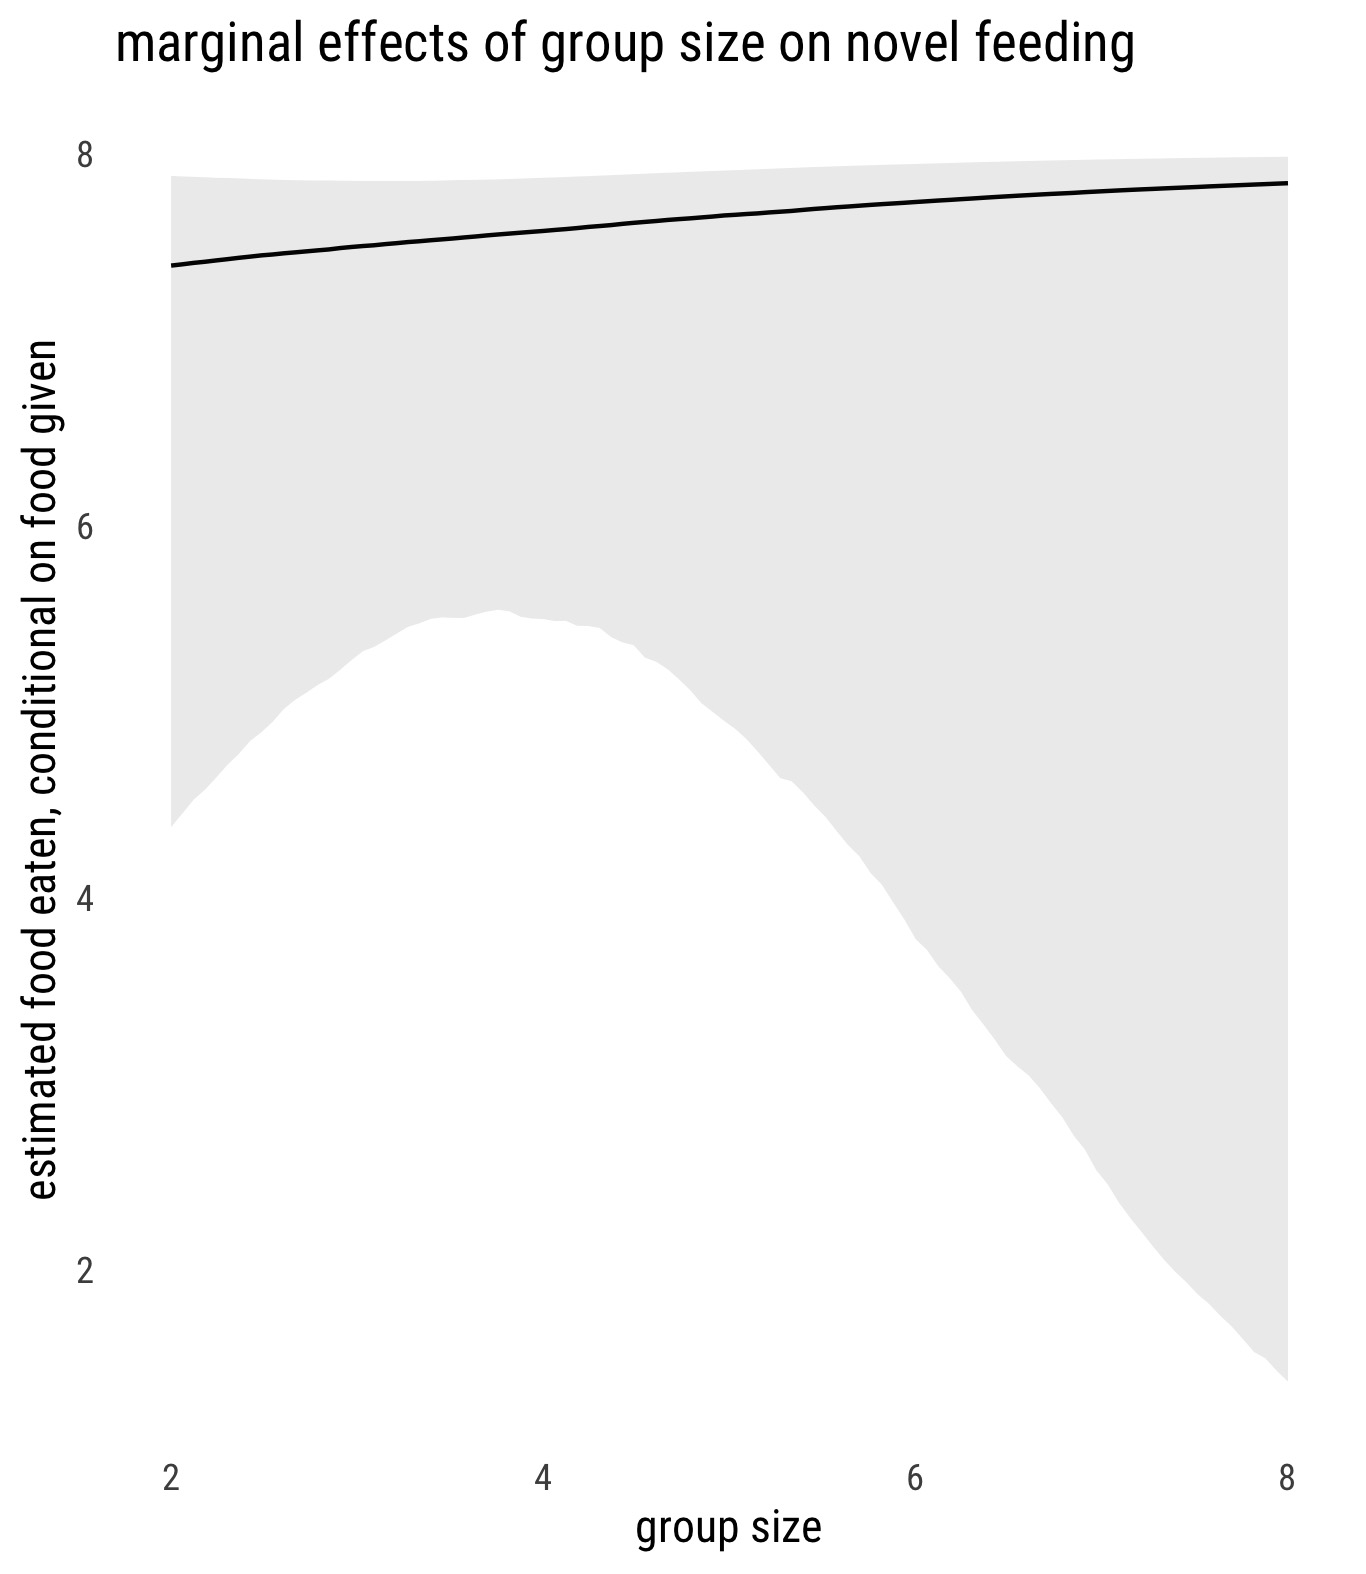 marginal effects of group size on novel feeding
estimated food eaten, conditional on food given
8
6
4
2
2 4 6 8
group size